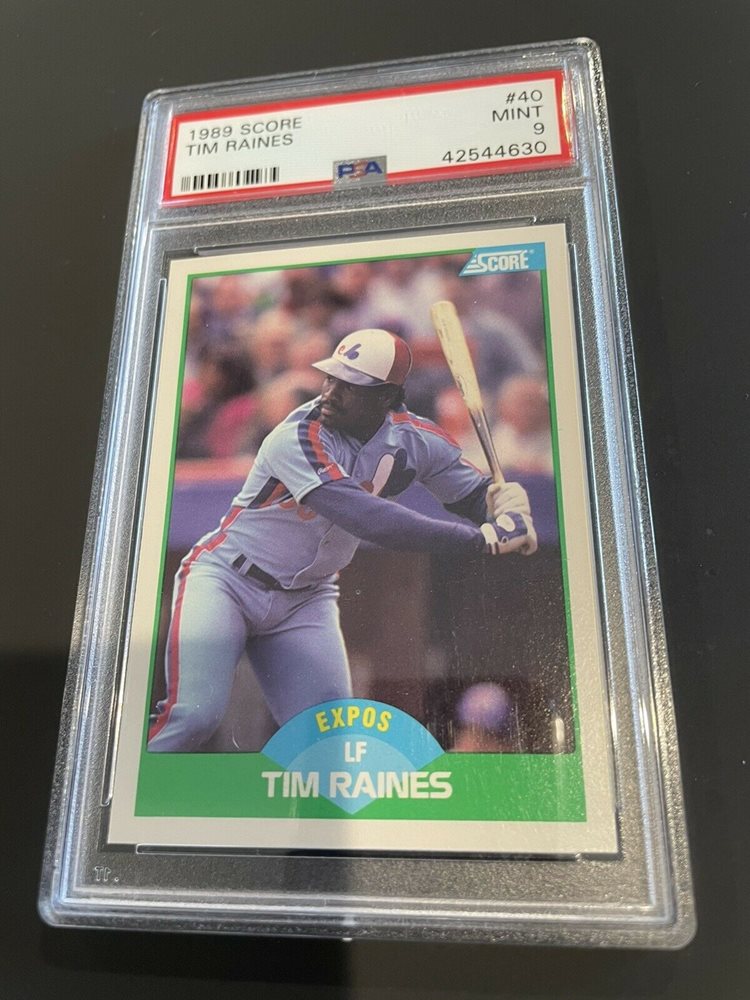 1989 SCORE
TIM RAINES
#40
MINT
9
42544630
PSA
SCORE
EXPOS
LF
TIM RAINES